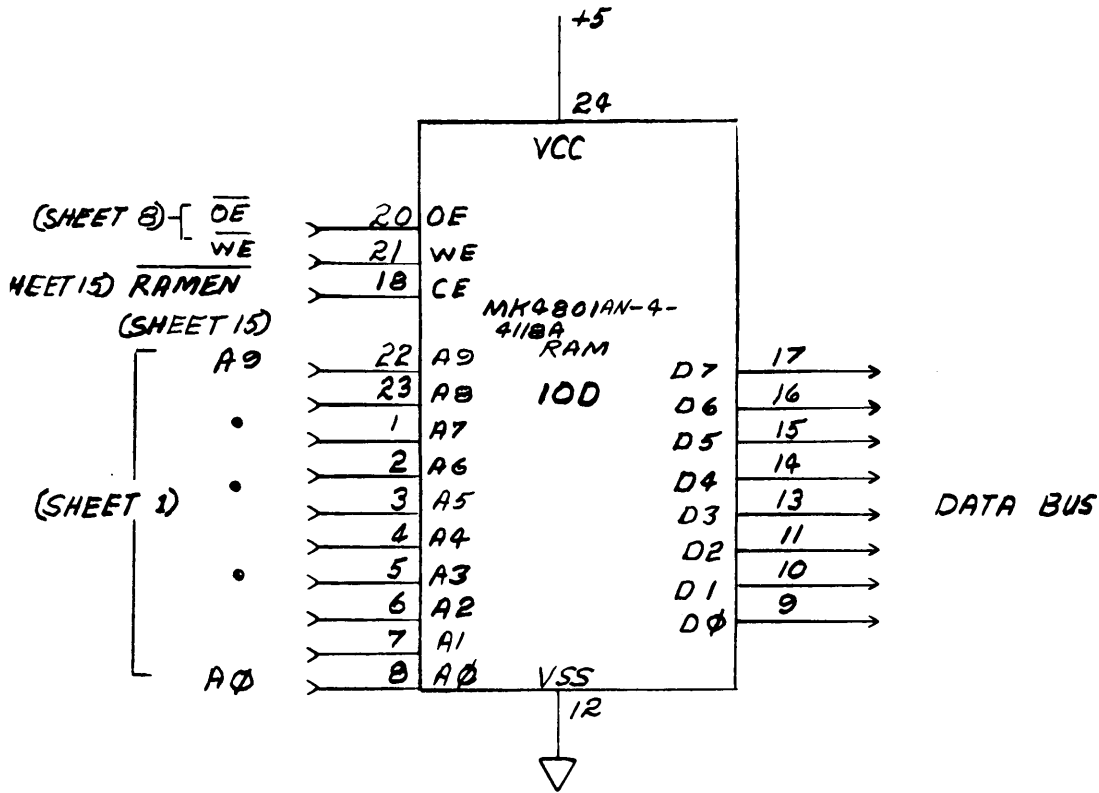 +5
24
VCC
(SHEET 8) OE 20 OE
WE 21 WE
HEET 15) RAMEN 18 CE
MK4801AN-4-
4118A
RAM
10D
(SHEET 15)
A9 22 A9
23 A8
1 A7
2 A6
(SHEET 1) 3 A5
4 A4
5 A3
6 A2
7 A1
AØ 8 AØ
D7 17
D6 16
D5 15
D4 14
D3 13
D2 11
D1 10
DØ 9
DATA BUS
VSS
12